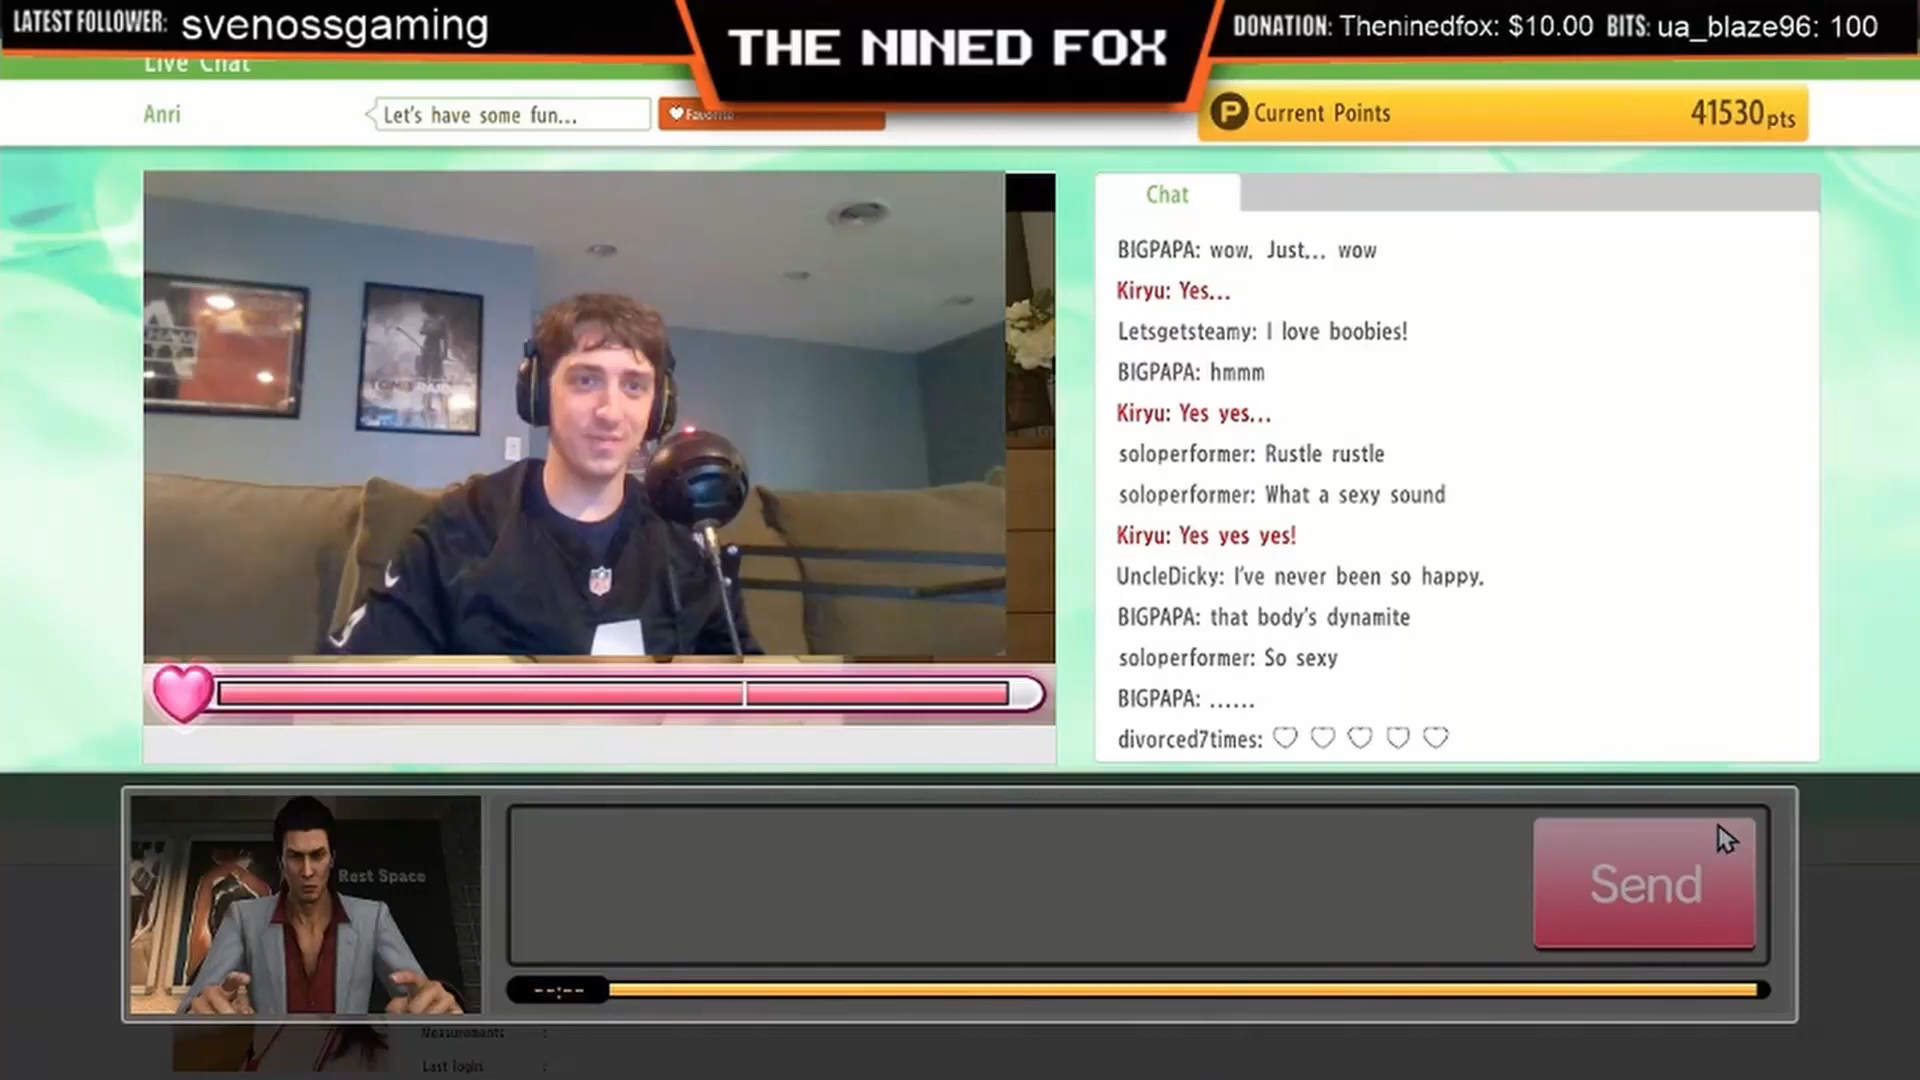 LATEST FOLLOWER: svenossgaming
THE NINED FOX
DONATION: Theninedfox: $10.00 BITS: ua_blaze96: 100
Live Chat
Anri
Let's have some fun...
Favorite
P Current Points
41530pts
Chat
BIGPAPA: wow. Just... wow
Kiryu: Yes...
Letsgetsteamy: I love boobies!
BIGPAPA: hmmm
Kiryu: Yes yes...
soloperformer: Rustle rustle
soloperformer: What a sexy sound
Kiryu: Yes yes yes!
UncleDicky: I've never been so happy.
BIGPAPA: that body's dynamite
soloperformer: So sexy
BIGPAPA: ......
divorced7times: ♡ ♡ ♡ ♡ ♡
Rest Space
Send
--:--
Measurements :
Last login :